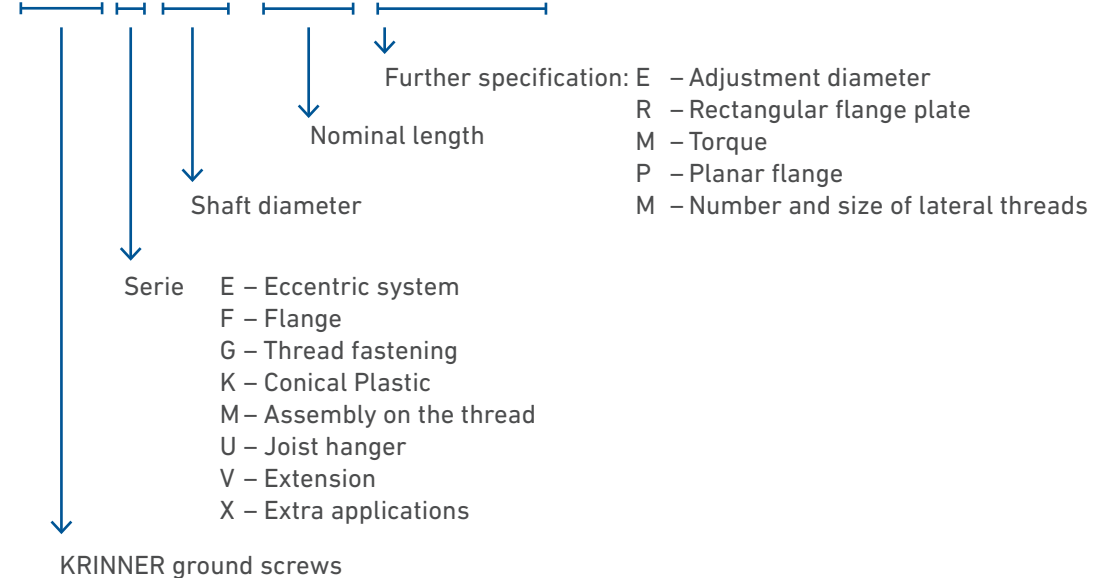 Further specification: E – Adjustment diameter
R – Rectangular flange plate
Nominal length
M – Torque
P – Planar flange
Shaft diameter
M – Number and size of lateral threads
Serie E – Eccentric system
F – Flange
G – Thread fastening
K – Conical Plastic
M – Assembly on the thread
U – Joist hanger
V – Extension
X – Extra applications
KRINNER ground screws